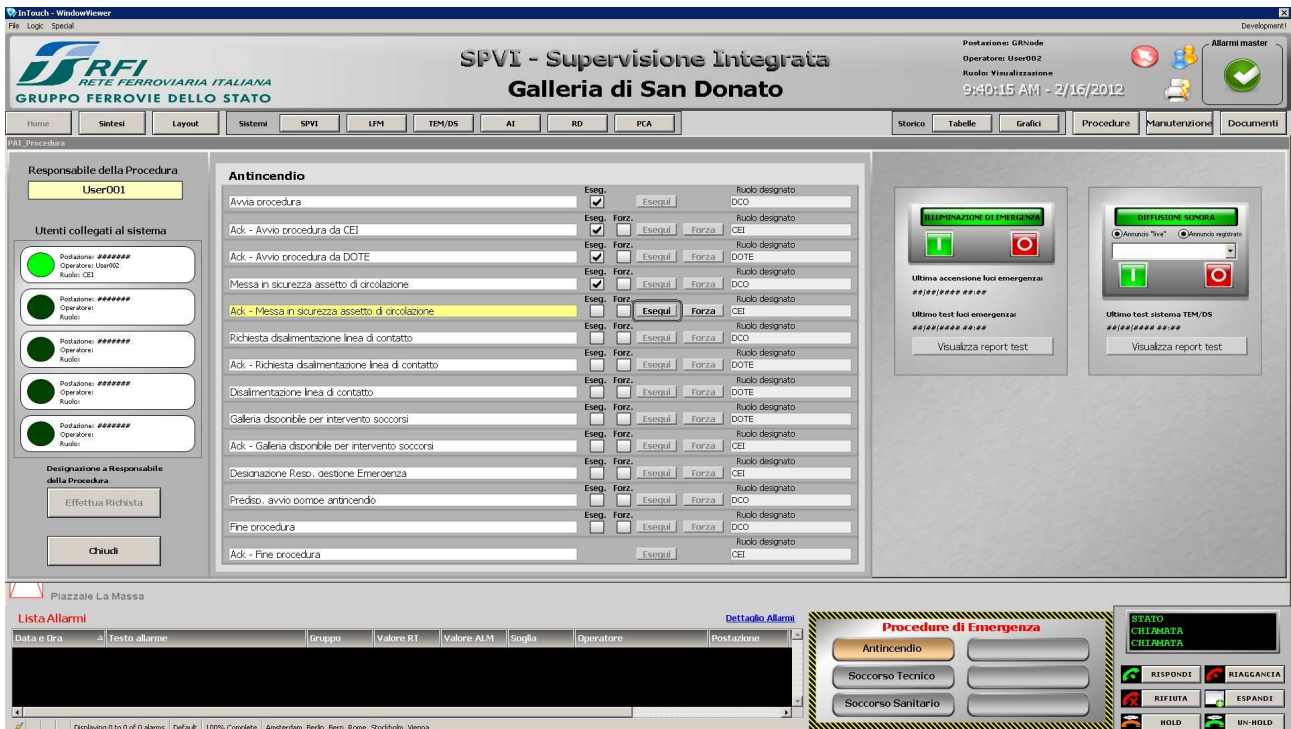 InTouch - WindowViewer
File Logic Special
Development!
RFI
RETE FERROVIARIA ITALIANA
GRUPPO FERROVIE DELLO STATO
SPVI - Supervisione Integrata
Galleria di San Donato
Postazione: GRNode
Operatore: User002
Ruolo: Visualizzazione
9:40:15 AM - 2/16/2012
Allarmi master
Home Sintesi Layout Sistemi SPVI LFM TEM/DS AI RD PCA Storico Tabelle Grafici Procedure Manutenzione Documenti
PAI_Procedura
Responsabile della Procedura
User001
Utenti collegati al sistema
Postazione: #######
Operatore: User002
Ruolo: CEI
Postazione: #######
Operatore:
Ruolo:
Postazione: #######
Operatore:
Ruolo:
Postazione: #######
Operatore:
Ruolo:
Postazione: #######
Operatore:
Ruolo:
Designazione a Responsabile
della Procedura
Effettua Richista
Chiudi
Antincendio
Eseg. Ruolo designato
Avvia procedura Esegui DCO
Eseg. Forz. Ruolo designato
Ack - Avvio procedura da CEI Esegui Forza CEI
Eseg. Forz. Ruolo designato
Ack - Avvio procedura da DOTE Esegui Forza DOTE
Eseg. Forz. Ruolo designato
Messa in sicurezza assetto di circolazione Esegui Forza DCO
Eseg. Forz. Ruolo designato
Ack - Messa in sicurezza assetto di circolazione Esegui Forza CEI
Eseg. Forz. Ruolo designato
Richiesta disalimentazione linea di contatto Esegui Forza DCO
Eseg. Forz. Ruolo designato
Ack - Richiesta disalimentazione linea di contatto Esegui Forza DOTE
Eseg. Forz. Ruolo designato
Disalimentazione linea di contatto Esegui Forza DOTE
Eseg. Forz. Ruolo designato
Galleria disponibile per intervento soccorsi Esegui Forza DOTE
Eseg. Forz. Ruolo designato
Ack - Galleria disponibile per intervento soccorsi Esegui Forza CEI
Eseg. Forz. Ruolo designato
Designazione Resp. gestione Emergenza Esegui Forza CEI
Eseg. Forz. Ruolo designato
Predisp. avvio pompe antincendio Esegui Forza DCO
Eseg. Forz. Ruolo designato
Fine procedura Esegui Forza DCO
Ruolo designato
Ack - Fine procedura Esegui CEI
ILLUMINAZIONE DI EMERGENZA
Ultima accensione luci emergenza:
##/##/#### ##:##
Ultimo test luci emergenza:
##/##/#### ##:##
Visualizza report test
DIFFUSIONE SONORA
Annuncio "live" Annuncio registrato
Ultimo test sistema TEM/DS
##/##/#### ##:##
Visualizza report test
Piazzale La Massa
Lista Allarmi
Dettaglio Allarmi
Data e Ora Testo allarme Gruppo Valore RT Valore ALM Soglia Operatore Postazione
Displaying 0 to 0 of 0 alarms Default 100% Complete Amsterdam, Berlin, Bern, Rome, Stockholm, Vienna
Procedure di Emergenza
Antincendio
Soccorso Tecnico
Soccorso Sanitario
STATO
CHIAMATA
CHIAMATA
RISPONDI RIAGGANCIA
RIFIUTA ESPANDI
HOLD UN-HOLD